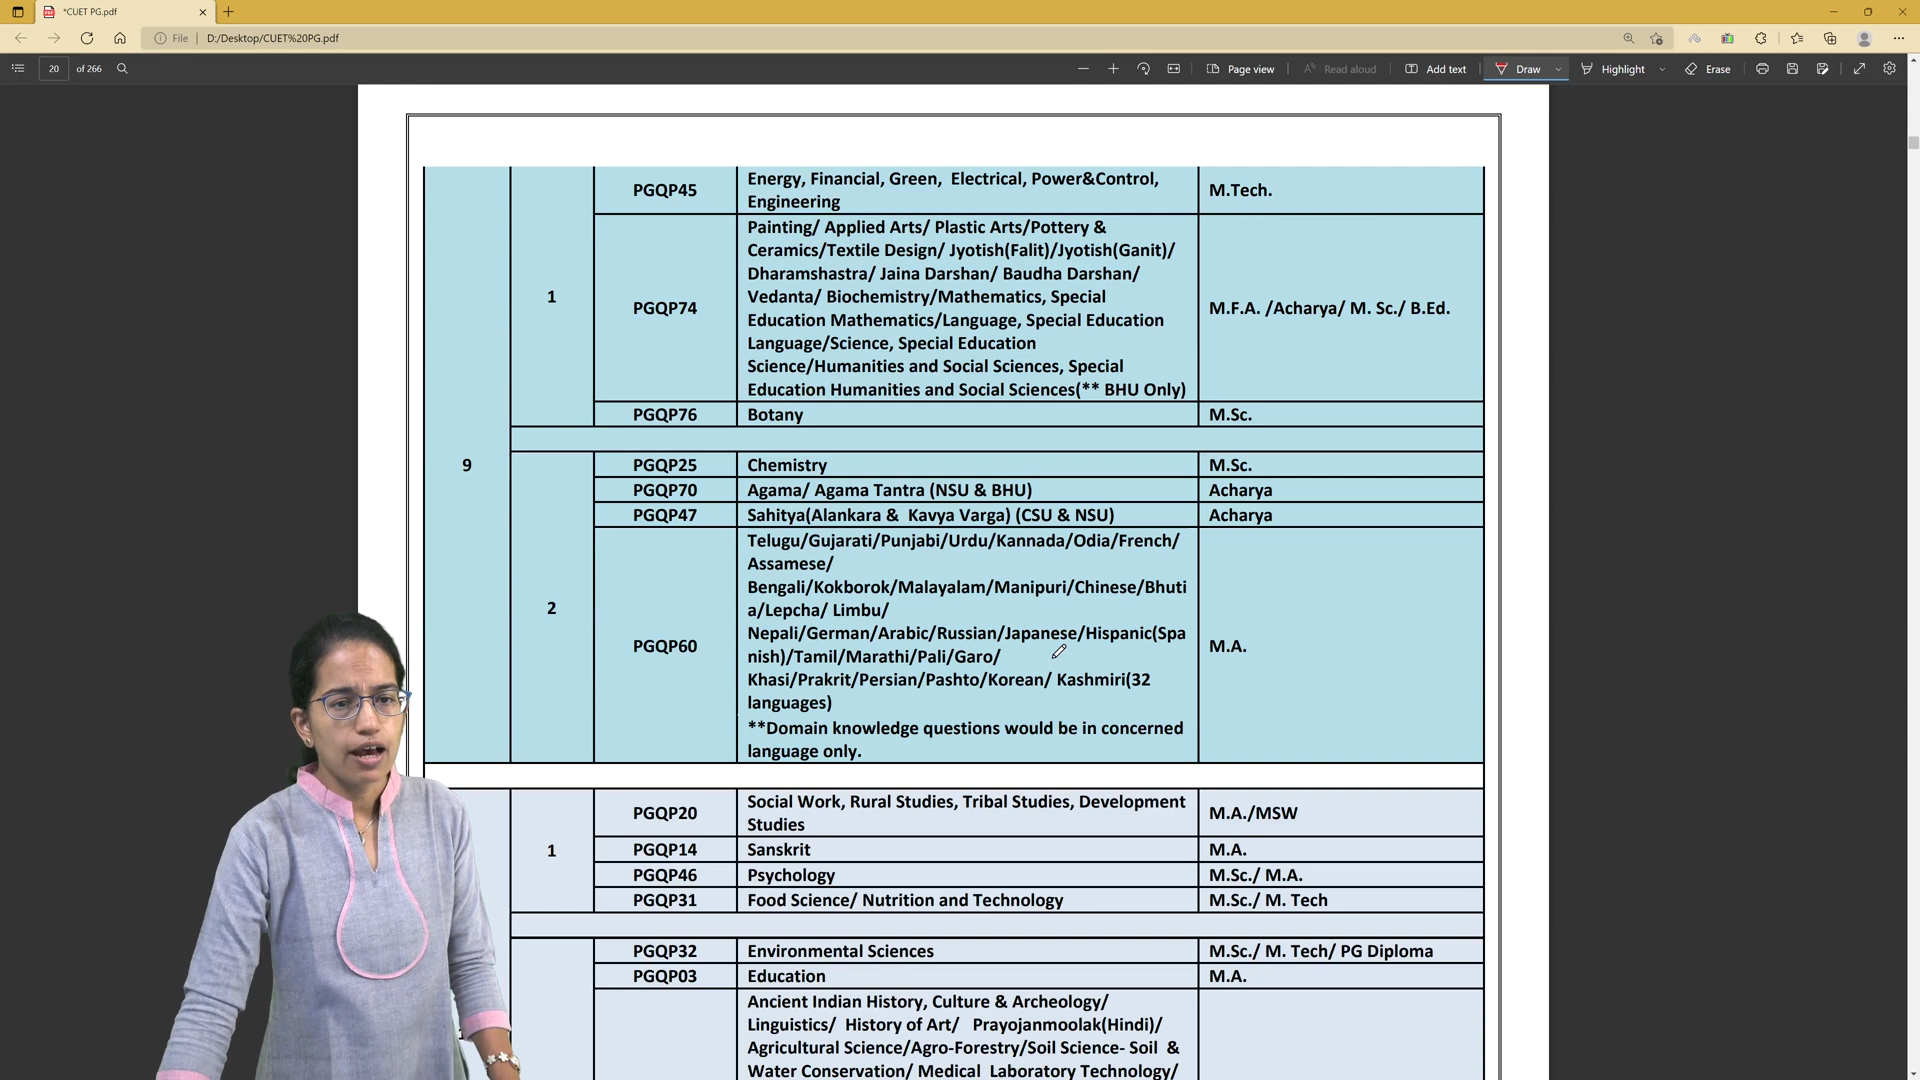 *CUET PG.pdf
File
D:/Desktop/CUET%20PG.pdf
20 of 266
Page view
Read aloud
Add text
Draw
Highlight
Erase
9
1
PGQP45
Energy, Financial, Green, Electrical, Power&Control,
Engineering
M.Tech.
PGQP74
Painting/ Applied Arts/ Plastic Arts/Pottery &
Ceramics/Textile Design/ Jyotish(Falit)/Jyotish(Ganit)/
Dharamshastra/ Jaina Darshan/ Baudha Darshan/
Vedanta/ Biochemistry/Mathematics, Special
Education Mathematics/Language, Special Education
Language/Science, Special Education
Science/Humanities and Social Sciences, Special
Education Humanities and Social Sciences(** BHU Only)
M.F.A. /Acharya/ M. Sc./ B.Ed.
PGQP76
Botany
M.Sc.
2
PGQP25
Chemistry
M.Sc.
PGQP70
Agama/ Agama Tantra (NSU & BHU)
Acharya
PGQP47
Sahitya(Alankara & Kavya Varga) (CSU & NSU)
Acharya
PGQP60
Telugu/Gujarati/Punjabi/Urdu/Kannada/Odia/French/
Assamese/
Bengali/Kokborok/Malayalam/Manipuri/Chinese/Bhuti
a/Lepcha/ Limbu/
Nepali/German/Arabic/Russian/Japanese/Hispanic(Spa
nish)/Tamil/Marathi/Pali/Garo/
Khasi/Prakrit/Persian/Pashto/Korean/ Kashmiri(32
languages)
**Domain knowledge questions would be in concerned
language only.
M.A.
1
PGQP20
Social Work, Rural Studies, Tribal Studies, Development
Studies
M.A./MSW
PGQP14
Sanskrit
M.A.
PGQP46
Psychology
M.Sc./ M.A.
PGQP31
Food Science/ Nutrition and Technology
M.Sc./ M. Tech
PGQP32
Environmental Sciences
M.Sc./ M. Tech/ PG Diploma
PGQP03
Education
M.A.
Ancient Indian History, Culture & Archeology/
Linguistics/ History of Art/ Prayojanmoolak(Hindi)/
Agricultural Science/Agro-Forestry/Soil Science- Soil &
Water Conservation/ Medical Laboratory Technology/